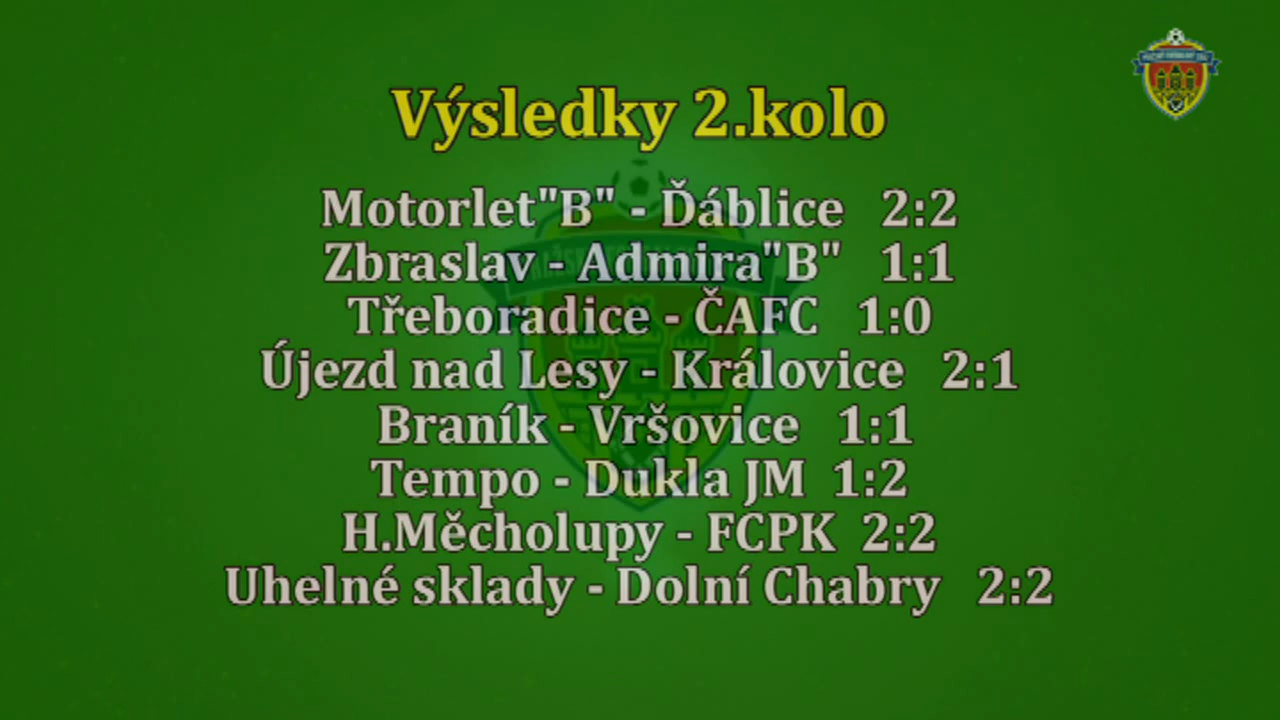 Výsledky 2.kolo
Motorlet"B" - Ďáblice 2:2
Zbraslav - Admira"B" 1:1
Třeboradice - ČAFC 1:0
Újezd nad Lesy - Královice 2:1
Braník - Vršovice 1:1
Tempo - Dukla JM 1:2
H.Měcholupy - FCPK 2:2
Uhelné sklady - Dolní Chabry 2:2